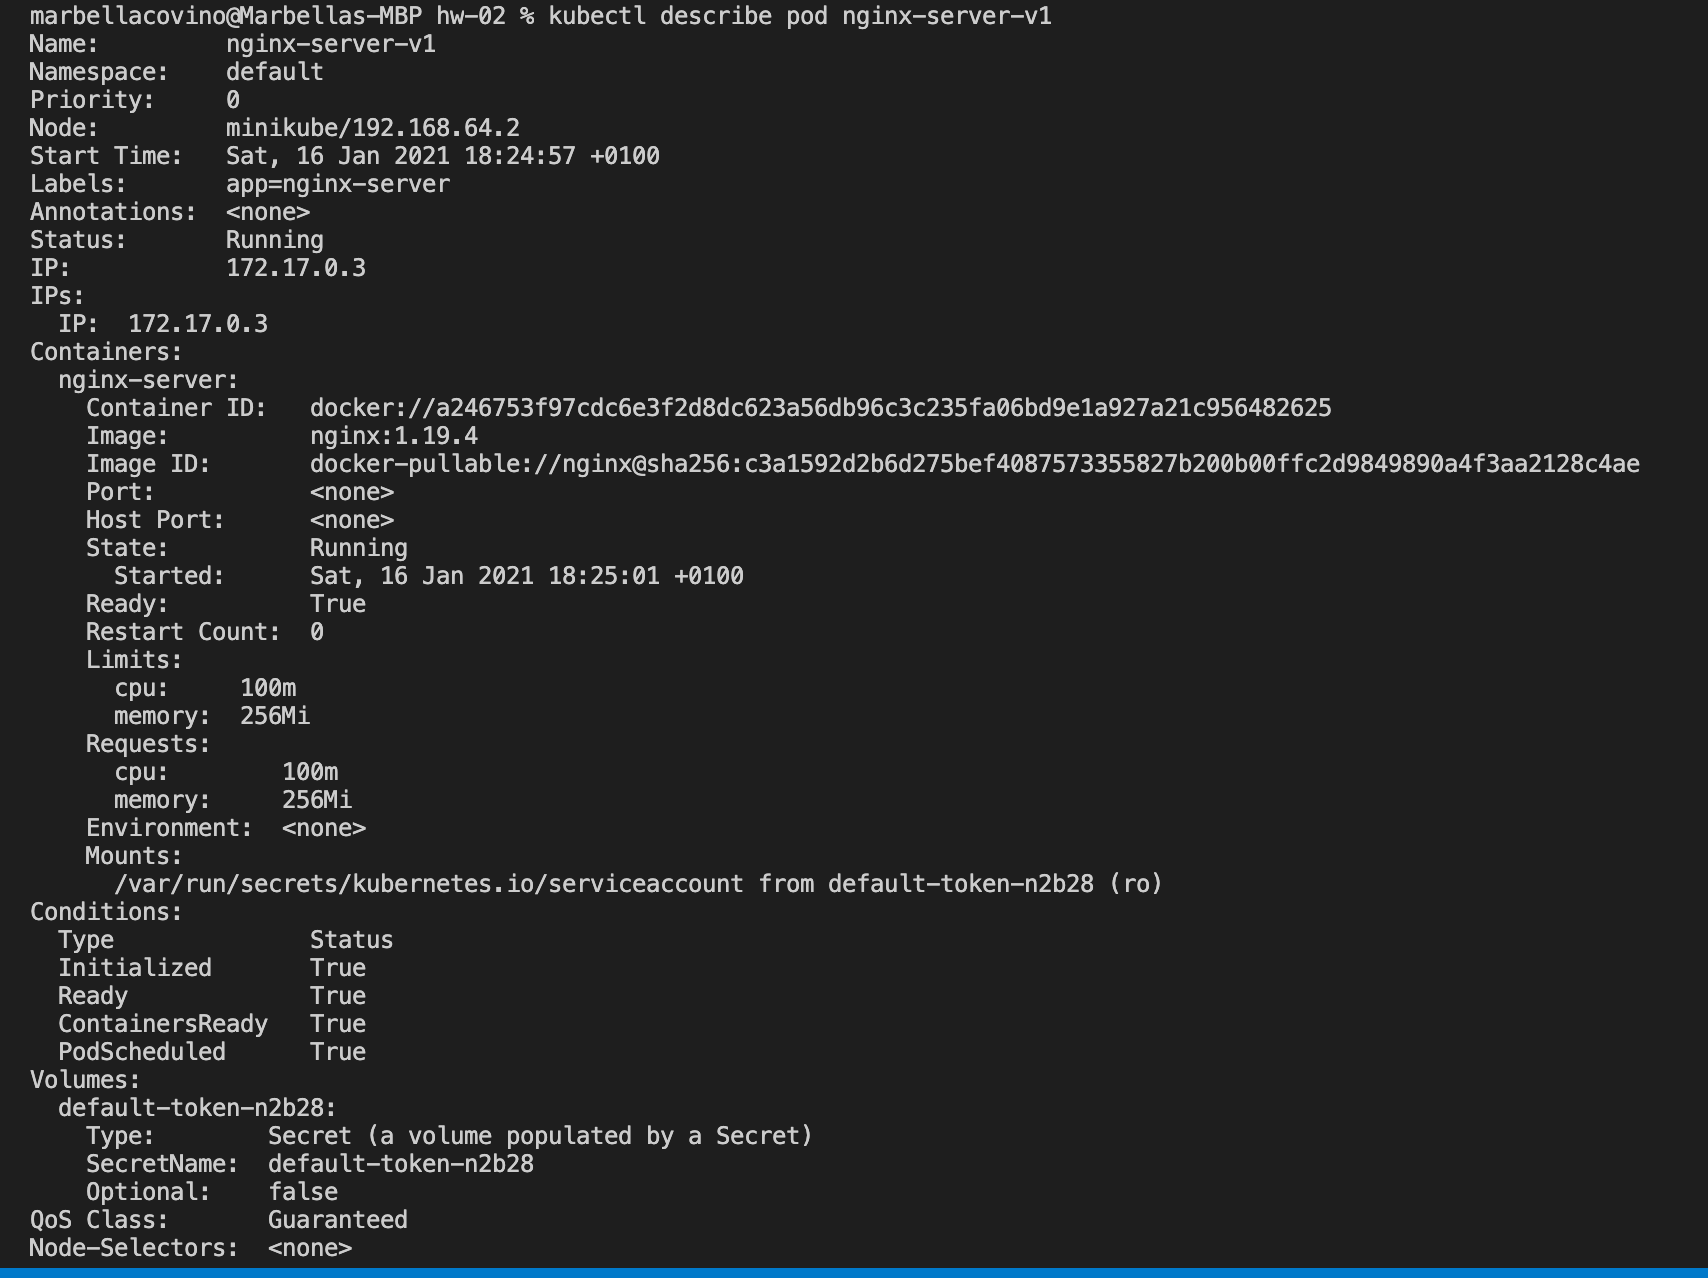 marbellacovino@Marbellas-MBP hw-02 % kubectl describe pod nginx-server-v1
Name:         nginx-server-v1
Namespace:    default
Priority:     0
Node:         minikube/192.168.64.2
Start Time:   Sat, 16 Jan 2021 18:24:57 +0100
Labels:       app=nginx-server
Annotations:  <none>
Status:       Running
IP:           172.17.0.3
IPs:
  IP:  172.17.0.3
Containers:
  nginx-server:
    Container ID:   docker://a246753f97cdc6e3f2d8dc623a56db96c3c235fa06bd9e1a927a21c956482625
    Image:          nginx:1.19.4
    Image ID:       docker-pullable://nginx@sha256:c3a1592d2b6d275bef4087573355827b200b00ffc2d9849890a4f3aa2128c4ae
    Port:           <none>
    Host Port:      <none>
    State:          Running
      Started:      Sat, 16 Jan 2021 18:25:01 +0100
    Ready:          True
    Restart Count:  0
    Limits:
      cpu:     100m
      memory:  256Mi
    Requests:
      cpu:        100m
      memory:     256Mi
    Environment:  <none>
    Mounts:
      /var/run/secrets/kubernetes.io/serviceaccount from default-token-n2b28 (ro)
Conditions:
  Type              Status
  Initialized       True
  Ready             True
  ContainersReady   True
  PodScheduled      True
Volumes:
  default-token-n2b28:
    Type:        Secret (a volume populated by a Secret)
    SecretName:  default-token-n2b28
    Optional:    false
QoS Class:       Guaranteed
Node-Selectors:  <none>